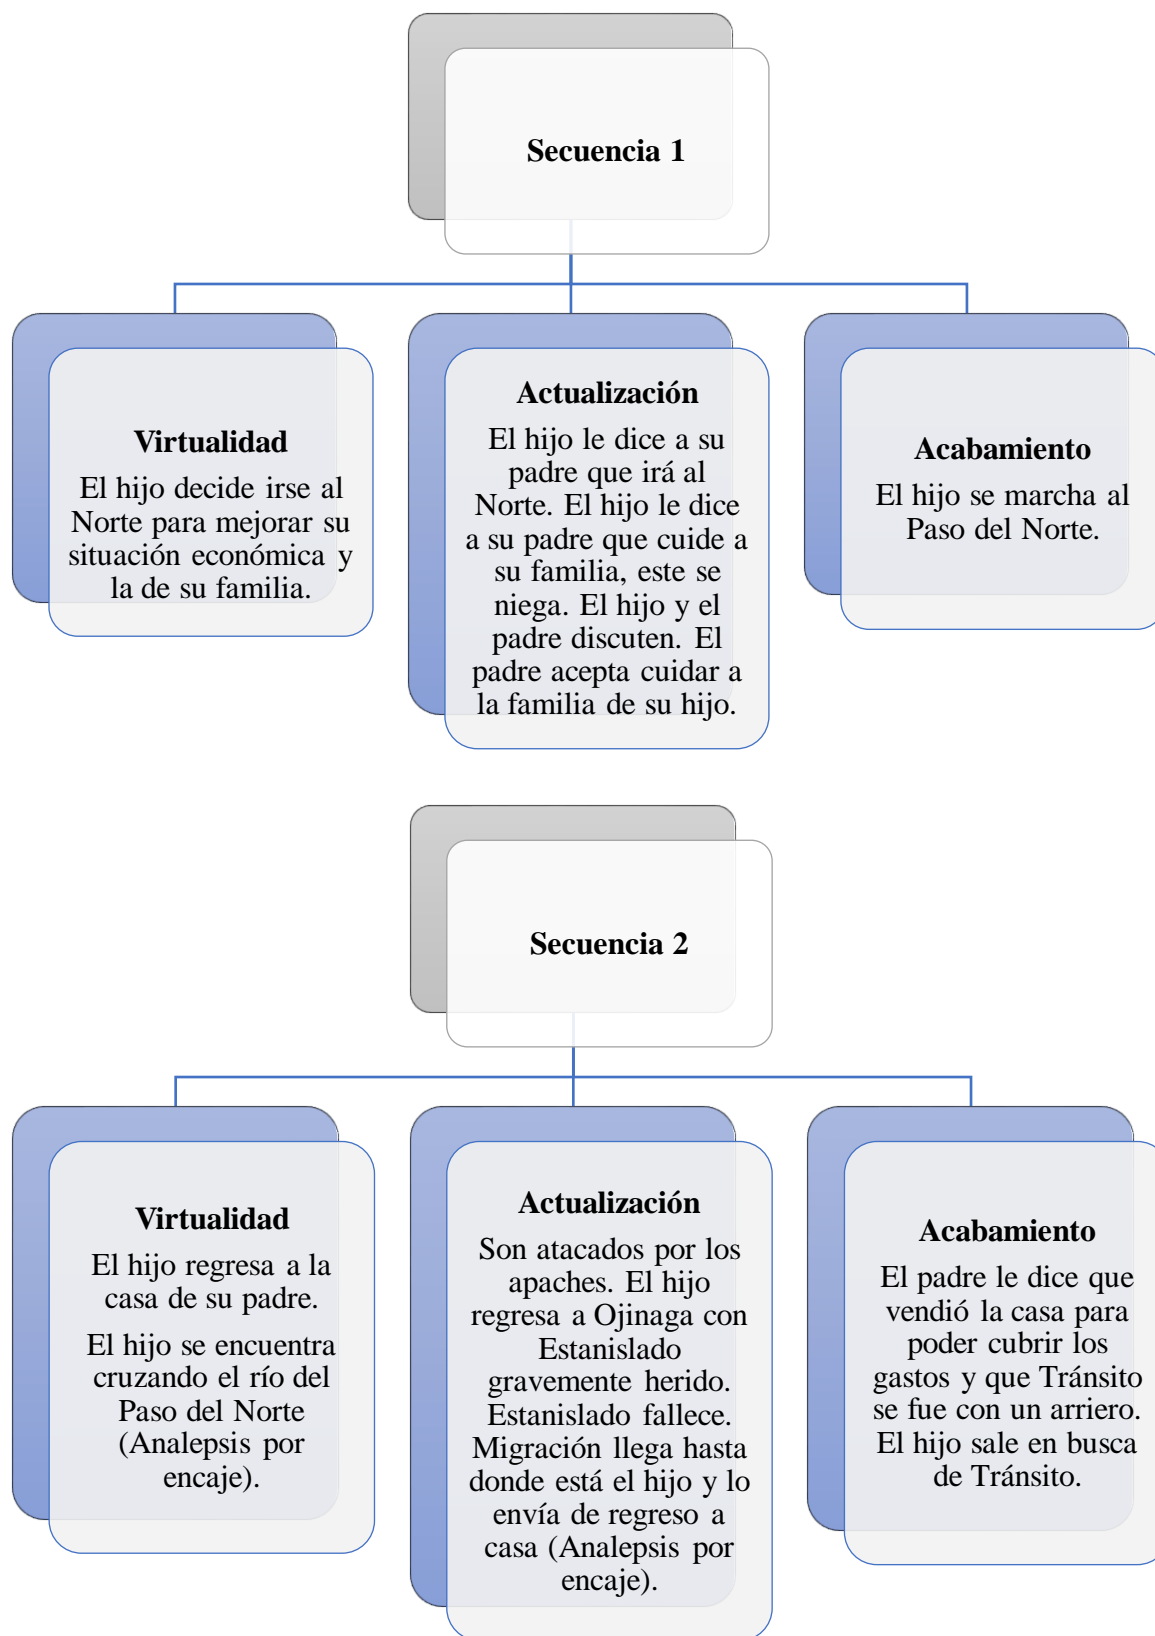 Secuencia 1
Virtualidad
El hijo decide irse al
Norte para mejorar su
situación económica y
la de su familia.
Actualización
El hijo le dice a su
padre que irá al
Norte. El hijo le dice
a su padre que cuide a
su familia, este se
niega. El hijo y el
padre discuten. El
padre acepta cuidar a
la familia de su hijo.
Acabamiento
El hijo se marcha al
Paso del Norte.
Secuencia 2
Virtualidad
El hijo regresa a la
casa de su padre.
El hijo se encuentra
cruzando el río del
Paso del Norte
(Analepsis por
encaje).
Actualización
Son atacados por los
apaches. El hijo
regresa a Ojinaga con
Estanislado
gravemente herido.
Estanislado fallece.
Migración llega hasta
donde está el hijo y lo
envía de regreso a
casa (Analepsis por
encaje).
Acabamiento
El padre le dice que
vendió la casa para
poder cubrir los
gastos y que Tránsito
se fue con un arriero.
El hijo sale en busca
de Tránsito.